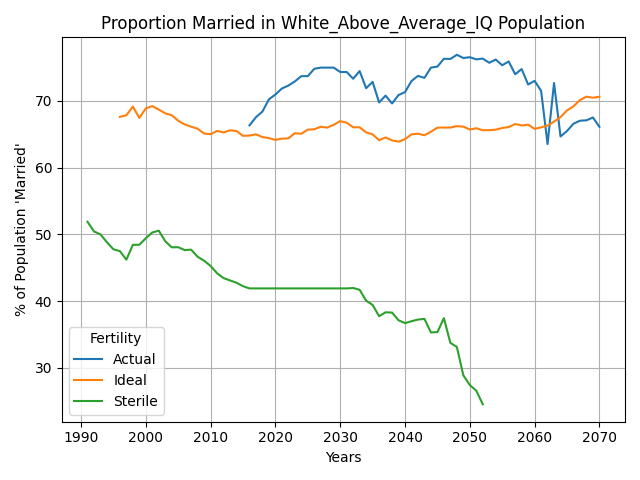 Proportion Married in White_Above_Average_IQ Population
% of Population 'Married'
70
60
50
40
30
Fertility
Actual
Ideal
Sterile
1990 2000 2010 2020 2030 2040 2050 2060 2070
Years